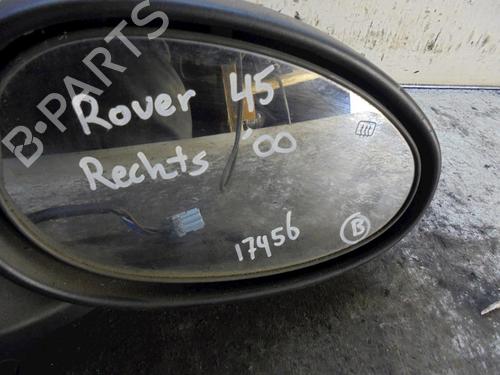 B-PARTS
Rover 45
Rechts '00
17456
B